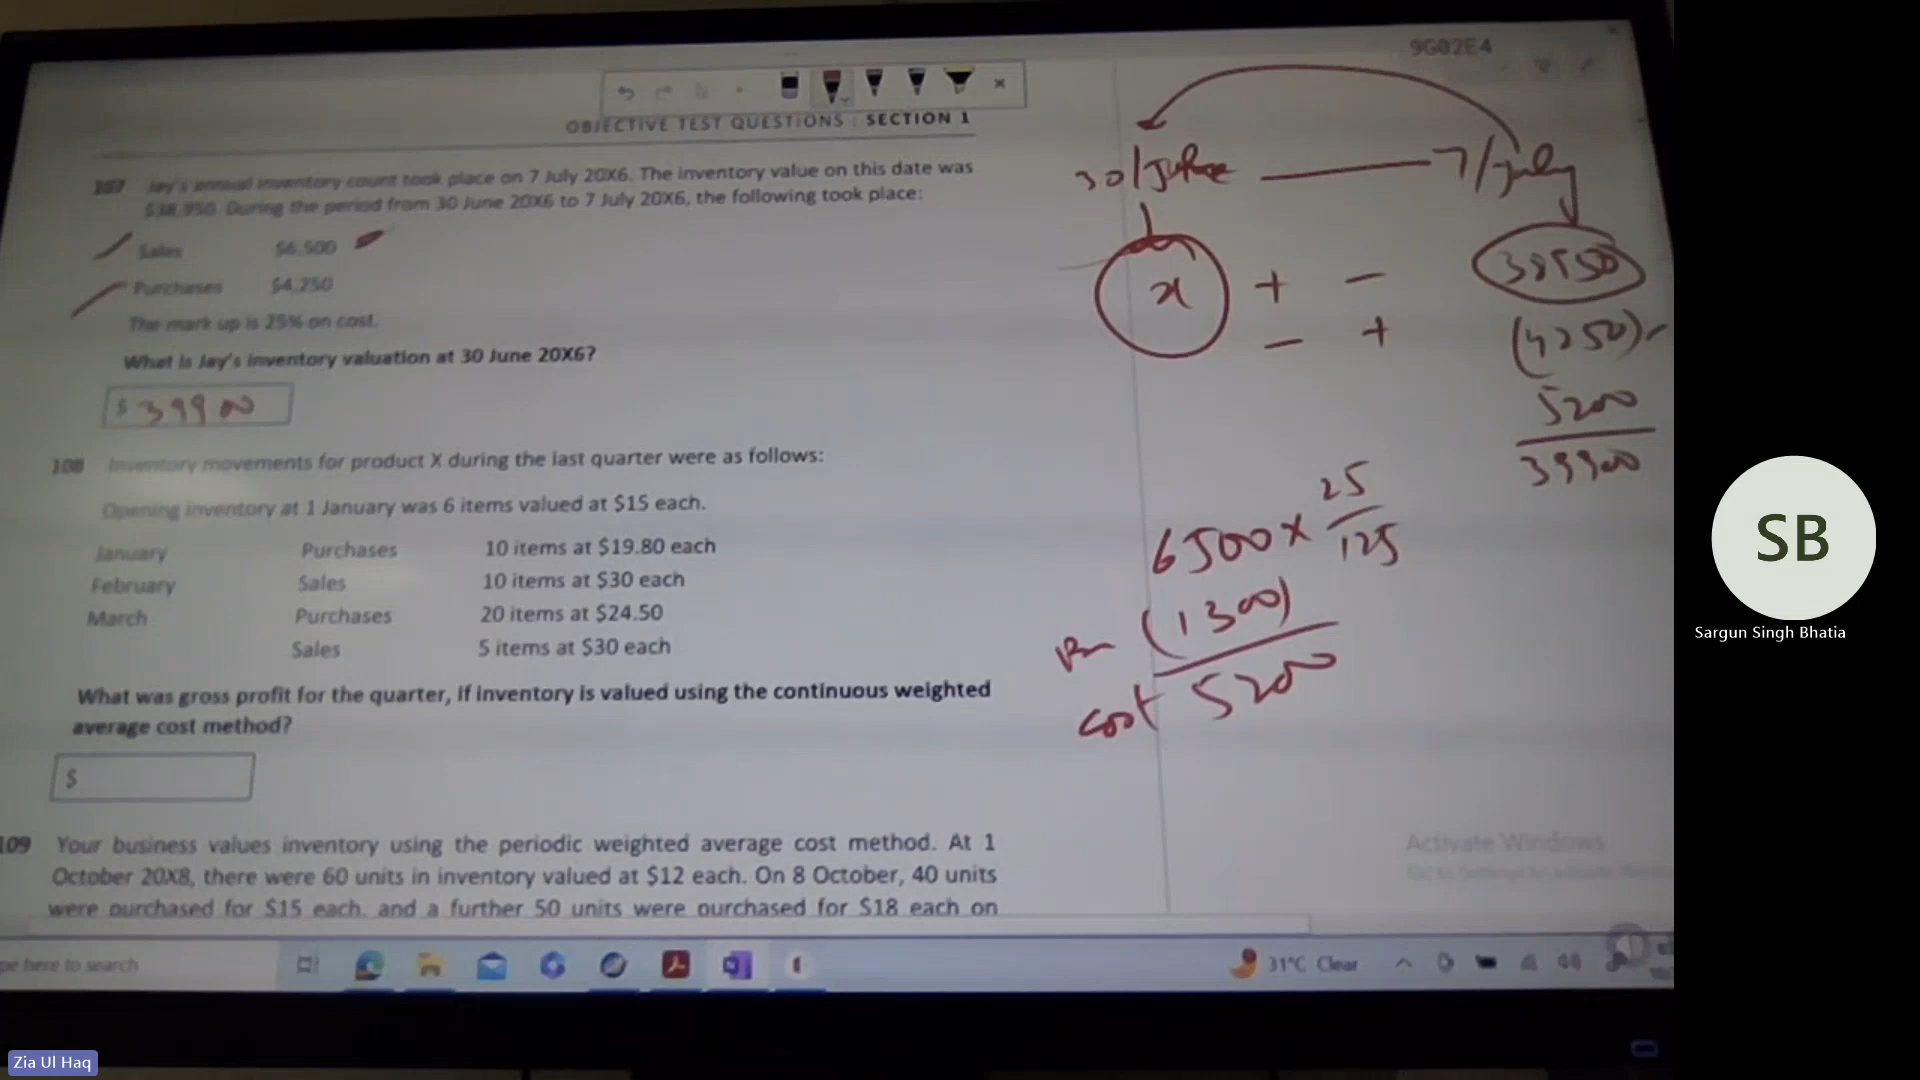 9G02E4
OBJECTIVE TEST QUESTIONS : SECTION 1
107 Jay's annual inventory count took place on 7 July 20X6. The inventory value on this date was
$38,950. During the period from 30 June 20X6 to 7 July 20X6, the following took place:
Sales $6,500
Purchases $4,250
The mark up is 25% on cost.
What is Jay's inventory valuation at 30 June 20X6?
$ 39900
108 Inventory movements for product X during the last quarter were as follows:
Opening inventory at 1 January was 6 items valued at $15 each.
January Purchases 10 items at $19.80 each
February Sales 10 items at $30 each
March Purchases 20 items at $24.50
Sales 5 items at $30 each
What was gross profit for the quarter, if inventory is valued using the continuous weighted
average cost method?
$
109 Your business values inventory using the periodic weighted average cost method. At 1
October 20X8, there were 60 units in inventory valued at $12 each. On 8 October, 40 units
were purchased for $15 each, and a further 50 units were purchased for $18 each on
30/June 7/July
x + - 38950
- + (4250)
5200
39900
6500 x 25/125
(1300)
cost 5200
Activate Windows
pe here to search
31°C Clear
SB
Sargun Singh Bhatia
Zia Ul Haq